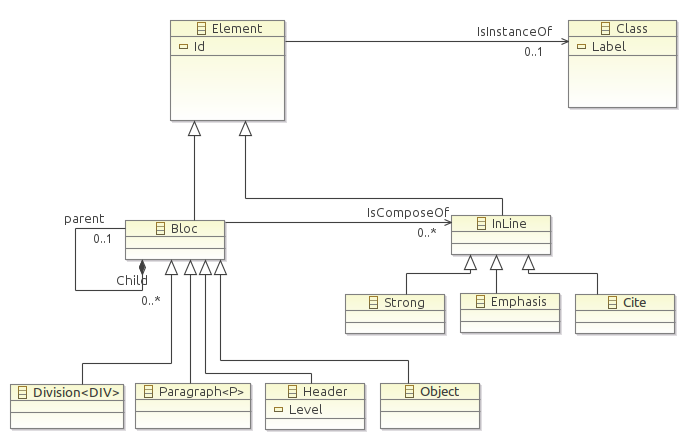 Element
Id
IsInstanceOf
0..1
Class
Label
parent
0..1
Bloc
Child
0..*
IsComposeOf
0..*
InLine
Strong
Emphasis
Cite
Division<DIV>
Paragraph<P>
Header
Level
Object